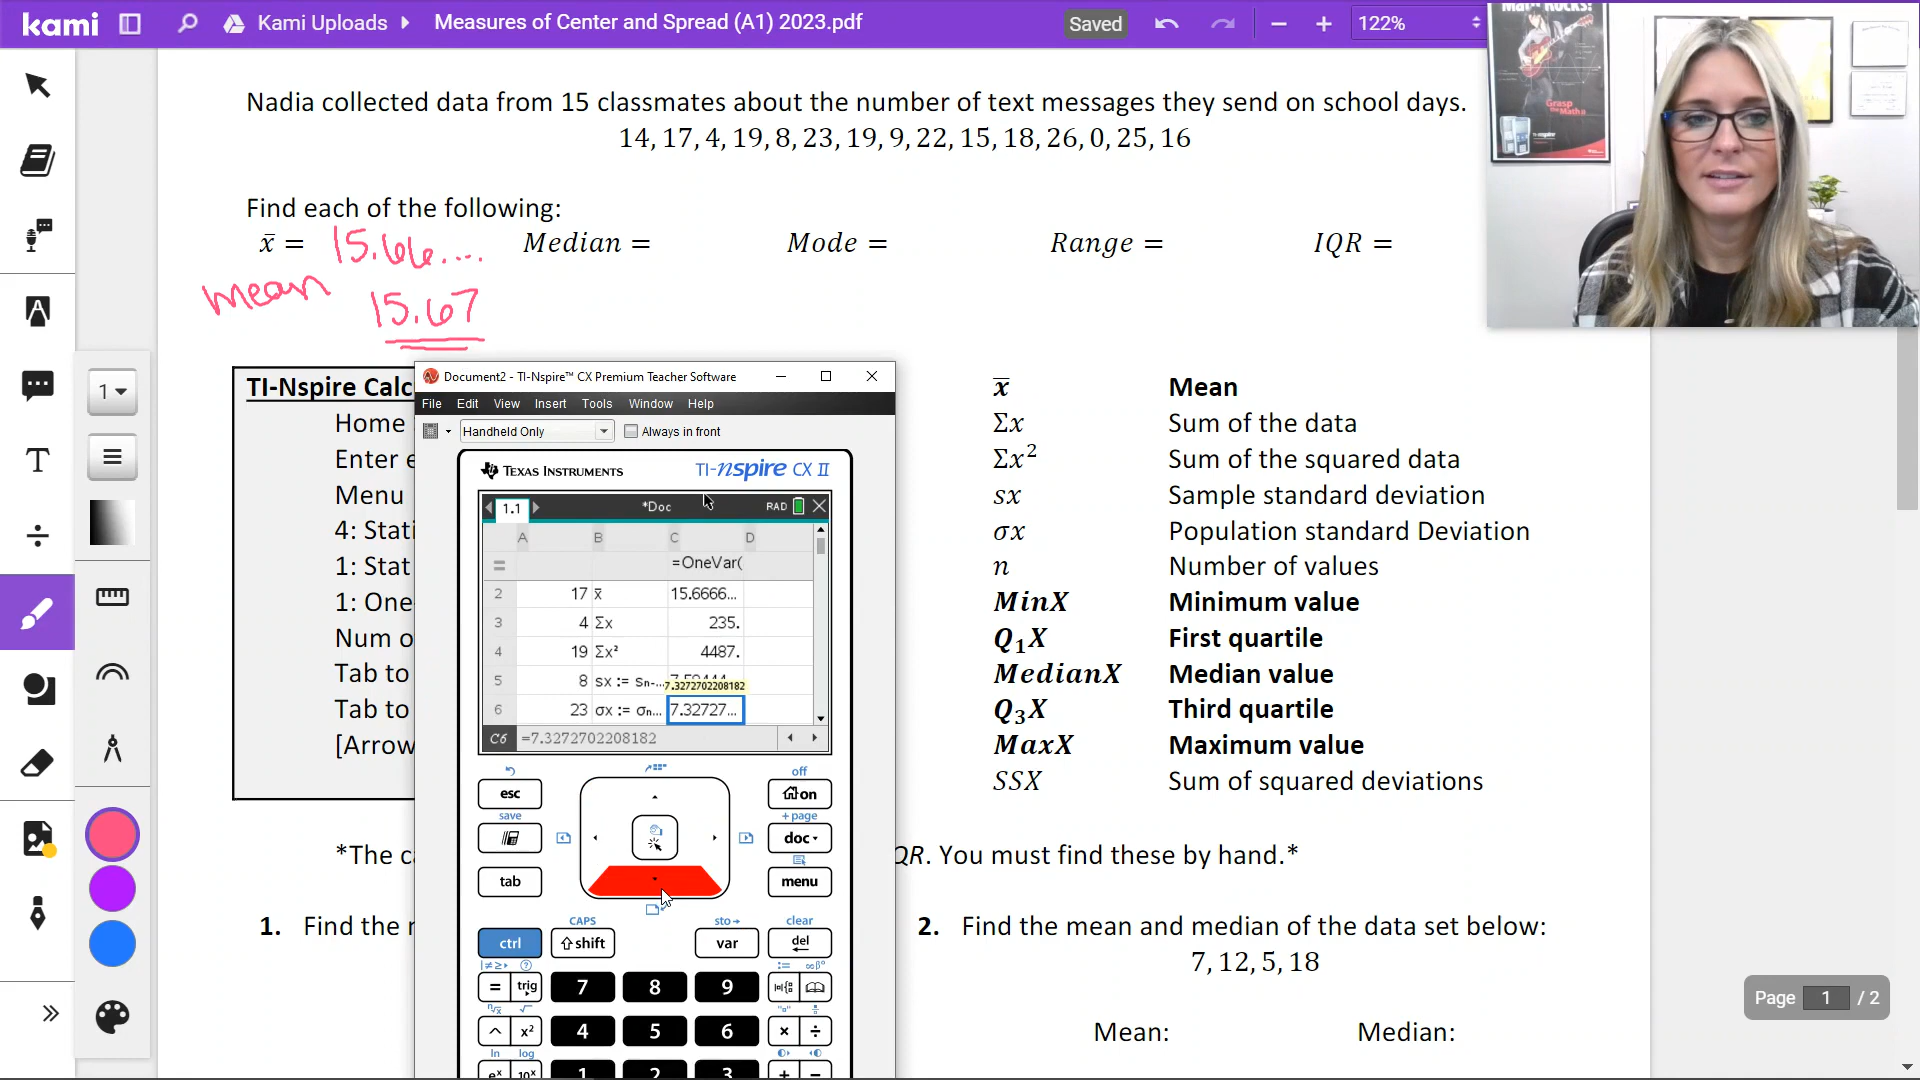 kami
Kami Uploads
Measures of Center and Spread (A1) 2023.pdf
Saved
122%
Nadia collected data from 15 classmates about the number of text messages they send on school days.
14, 17, 4, 19, 8, 23, 19, 9, 22, 15, 18, 26, 0, 25, 16
Find each of the following:
x̄ = 15.66... Median = Mode = Range = IQR =
mean 15.67
TI-Nspire Calc
Home
Enter e
Menu
4: Stati
1: Stat
1: One-
Num o
Tab to
Tab to
[Arrow
Document2 - TI-Nspire™ CX Premium Teacher Software
File Edit View Insert Tools Window Help
Handheld Only
Always in front
Texas Instruments TI-nspire CX II
1.1 *Doc RAD
A B C D
= =OneVar(
2 17 x̄ 15.6666...
3 4 Σx 235.
4 19 Σx² 4487.
5 8 sx := sn-...
7.3272702208182
6 23 σx := σn... 7.32727...
C6 =7.3272702208182
esc
save
tab
off
on
+ page
doc
menu
CAPS sto→ clear
ctrl shift var del
= trig 7 8 9
^ x² 4 5 6 × ÷
ln log
eˣ 10ˣ 1 2 3 + −
x̄ Mean
Σx Sum of the data
Σx² Sum of the squared data
sx Sample standard deviation
σx Population standard Deviation
n Number of values
MinX Minimum value
Q₁X First quartile
MedianX Median value
Q₃X Third quartile
MaxX Maximum value
SSX Sum of squared deviations
*The ca
QR. You must find these by hand.*
1. Find the r
2. Find the mean and median of the data set below:
7, 12, 5, 18
Mean: Median:
Page 1 / 2
1
T
Math Rocks!
Grasp
the Math